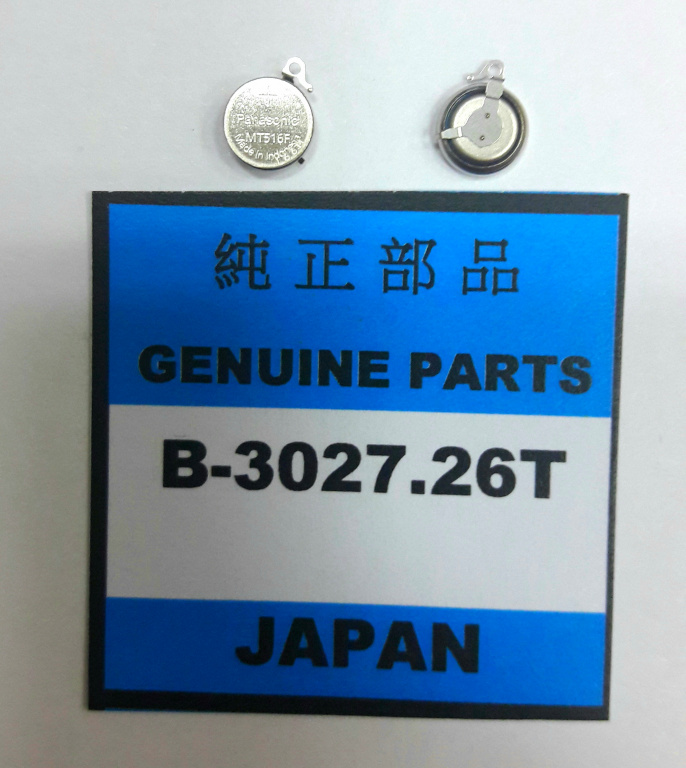 Panasonic
MT516F
Made in Indonesia
純正部品
GENUINE PARTS
B-3027.26T
JAPAN